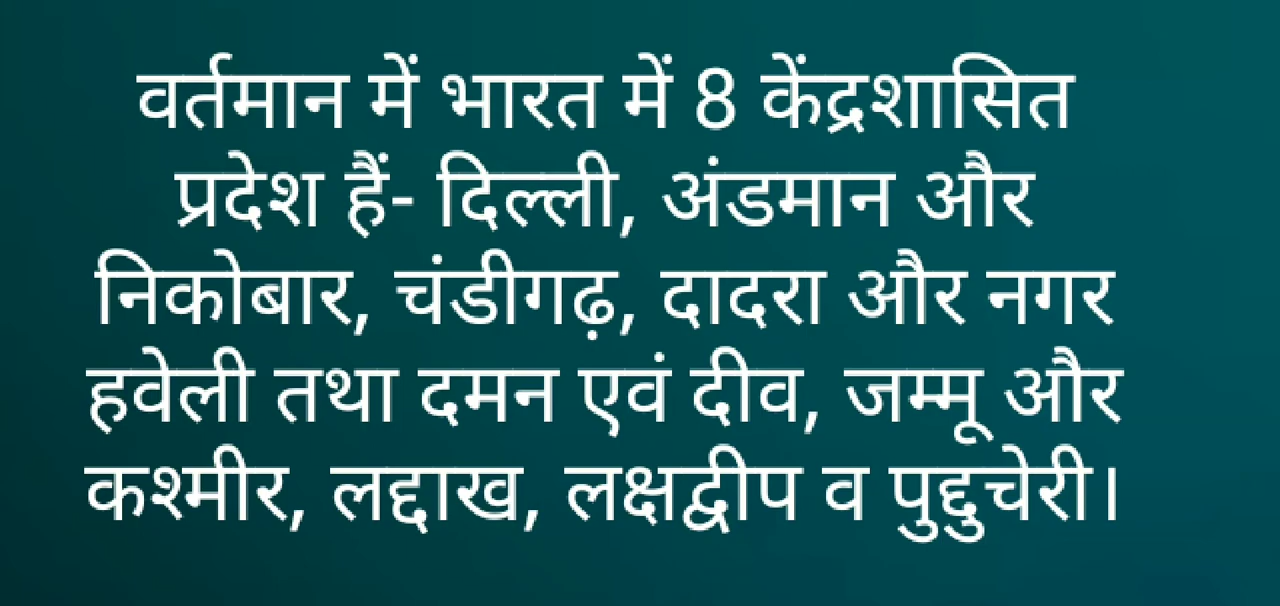 वर्तमान में भारत में 8 केंद्रशासित
प्रदेश हैं- दिल्ली, अंडमान और
निकोबार, चंडीगढ़, दादरा और नगर
हवेली तथा दमन एवं दीव, जम्मू और
कश्मीर, लद्दाख, लक्षद्वीप व पुद्दुचेरी।